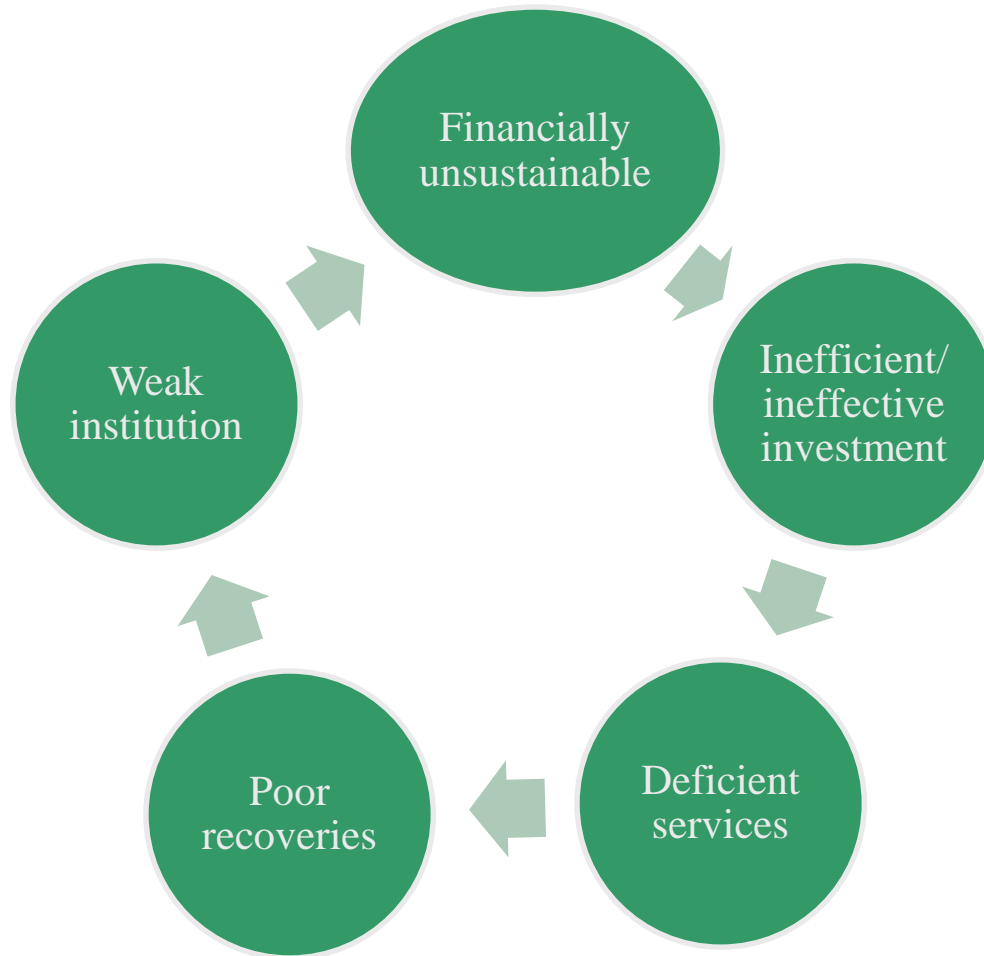 Financially
unsustainable
Inefficient/
ineffective
investment
Deficient
services
Poor
recoveries
Weak
institution